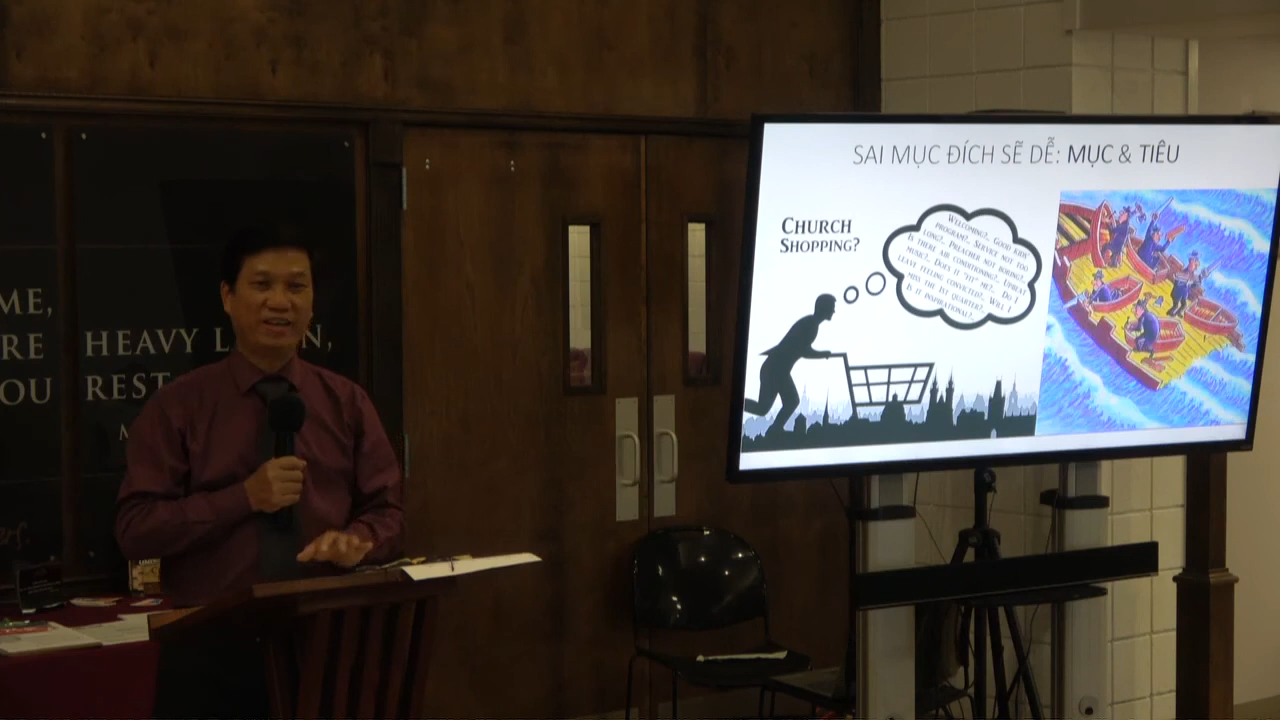 SAI MỤC ĐÍCH SẼ DỄ: MỤC & TIÊU
CHURCH
SHOPPING?
WELCOMING?.. GOOD KIDS'
PROGRAM?.. SERVICE NOT TOO
LONG?.. PREACHER NOT BORING?..
IS THERE AIR CONDITIONING?.. UPBEAT
MUSIC?.. DOES IT "FIT" ME?.. DO I
LEAVE FEELING CONVICTED?.. WILL I
MISS THE 1ST QUARTER?..
IS IT INSPIRATIONAL?..
ME,
RE HEAVY
OU REST